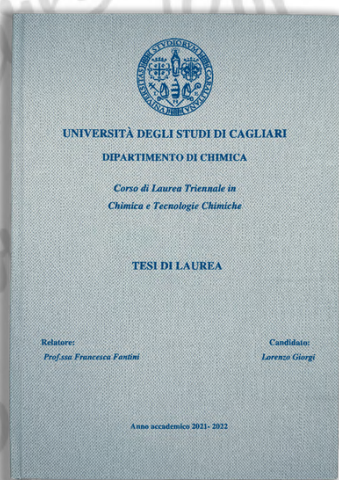 UNIVERSITÀ DEGLI STUDI DI CAGLIARI
DIPARTIMENTO DI CHIMICA
Corso di Laurea Triennale in
Chimica e Tecnologie Chimiche
TESI DI LAUREA
Relatore:
Prof.ssa Francesca Fantini
Candidato:
Lorenzo Giorgi
Anno accademico 2021- 2022